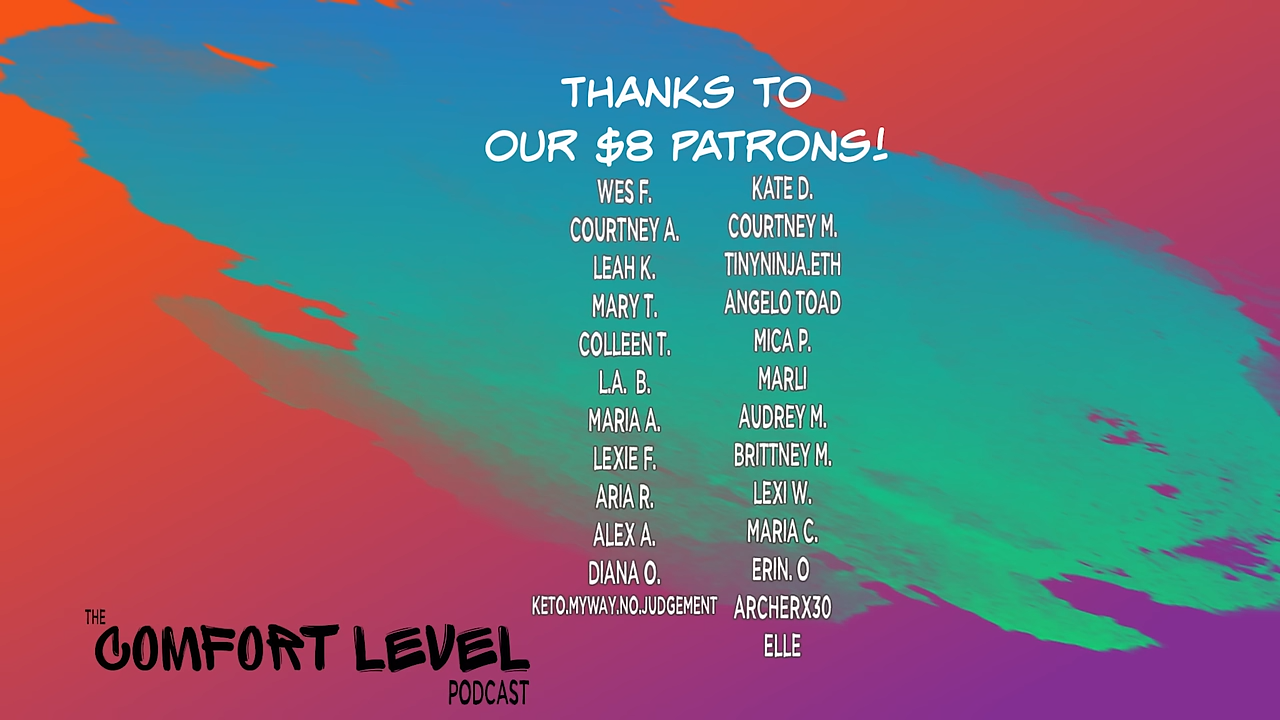 THANKS TO
OUR $8 PATRONS!
WES F.
COURTNEY A.
LEAH K.
MARY T.
COLLEEN T.
L.A. B.
MARIA A.
LEXIE F.
ARIA R.
ALEX A.
DIANA O.
KETO.MYWAY.NO.JUDGEMENT
KATE D.
COURTNEY M.
TINYNINJA.ETH
ANGELO TOAD
MICA P.
MARLI
AUDREY M.
BRITTNEY M.
LEXI W.
MARIA C.
ERIN. O
ARCHERX30
ELLE
THE
COMFORT LEVEL
PODCAST